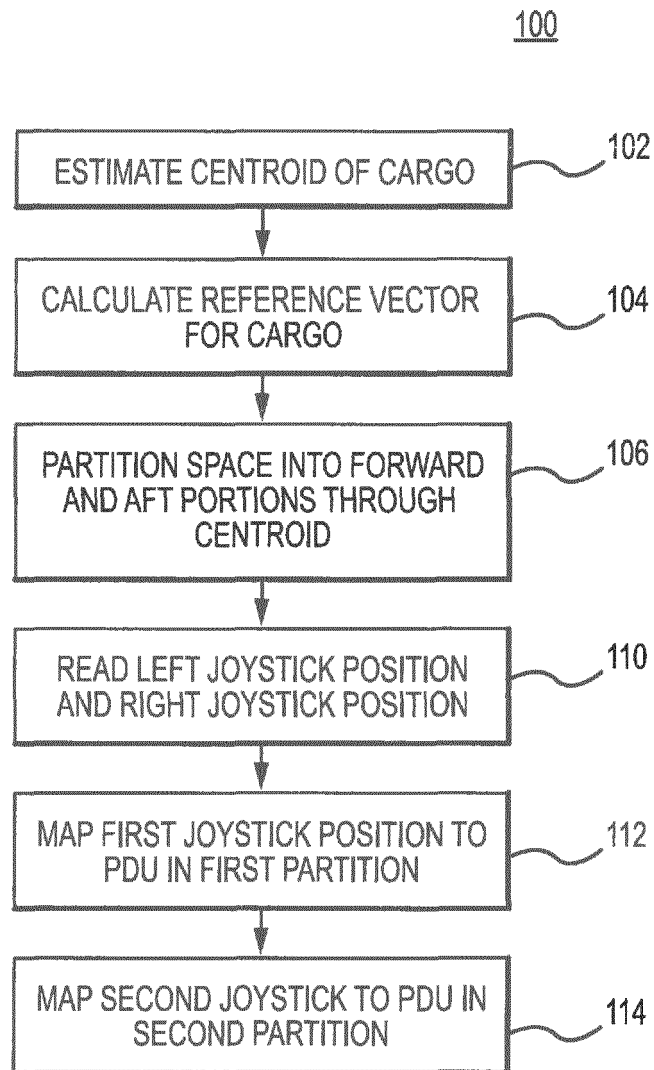 100
ESTIMATE CENTROID OF CARGO
102
CALCULATE REFERENCE VECTOR
FOR CARGO
104
PARTITION SPACE INTO FORWARD
AND AFT PORTIONS THROUGH
CENTROID
106
READ LEFT JOYSTICK POSITION
AND RIGHT JOYSTICK POSITION
110
MAP FIRST JOYSTICK POSITION TO
PDU IN FIRST PARTITION
112
MAP SECOND JOYSTICK TO PDU IN
SECOND PARTITION
114